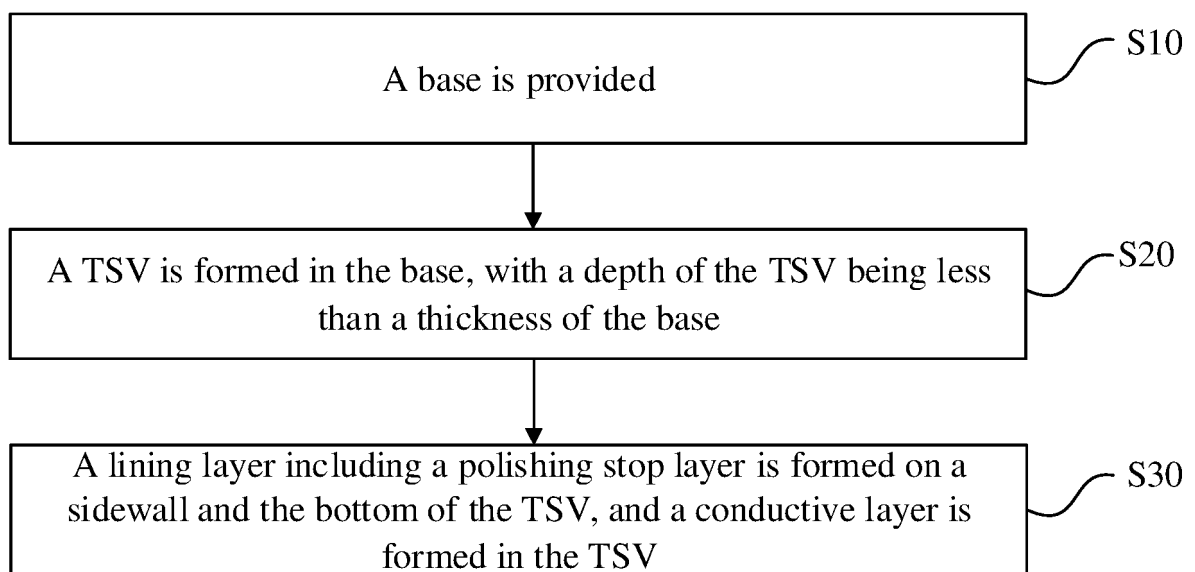 A base is provided
S10
A TSV is formed in the base, with a depth of the TSV being less
than a thickness of the base
S20
A lining layer including a polishing stop layer is formed on a
sidewall and the bottom of the TSV, and a conductive layer is
formed in the TSV
S30